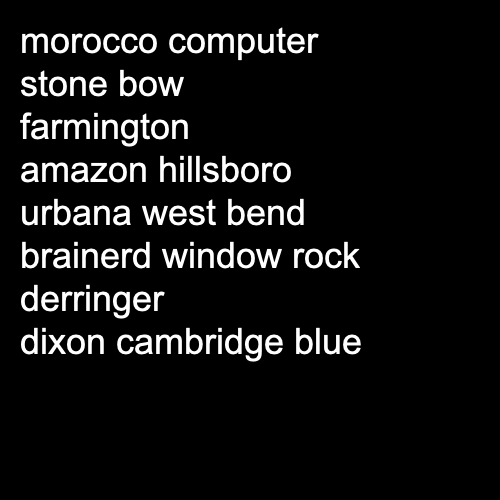 morocco computer
stone bow
farmington
amazon hillsboro
urbana west bend
brainerd window rock
derringer
dixon cambridge blue